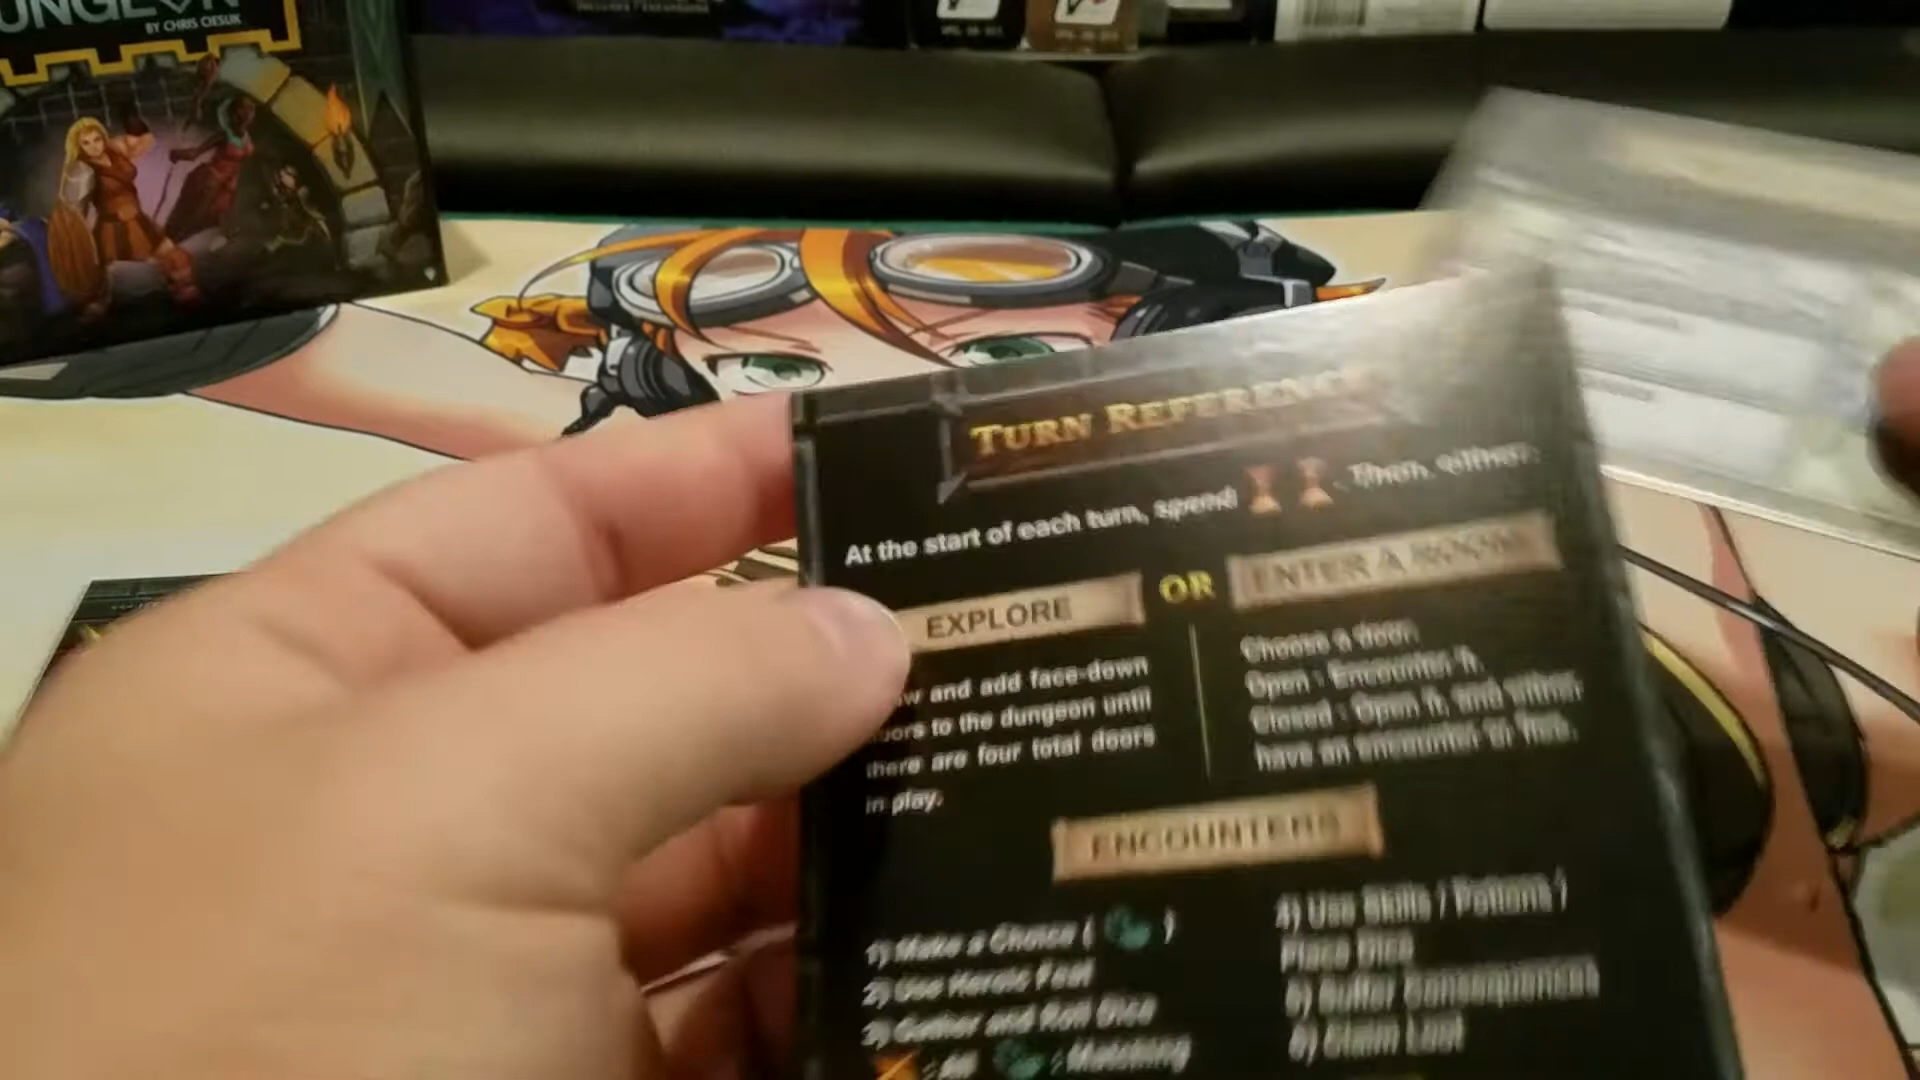 UNGEON
BY CHRIS CIESLIK
TURN REFERENCE
At the start of each turn, spend . Then, either:
EXPLORE
OR
ENTER A ROOM
and add face-down
doors to the dungeon until
there are four total doors
in play.
Choose a door.
Open - Encounter it.
Closed - Open it, and either
have an encounter or flee.
ENCOUNTERS
1) Make a Choice ( )
2) Use Heroic Feat
3) Gather and Roll Dice
: All : Matching
4) Use Skills / Potions /
Place Dice
5) Suffer Consequences
6) Claim Loot